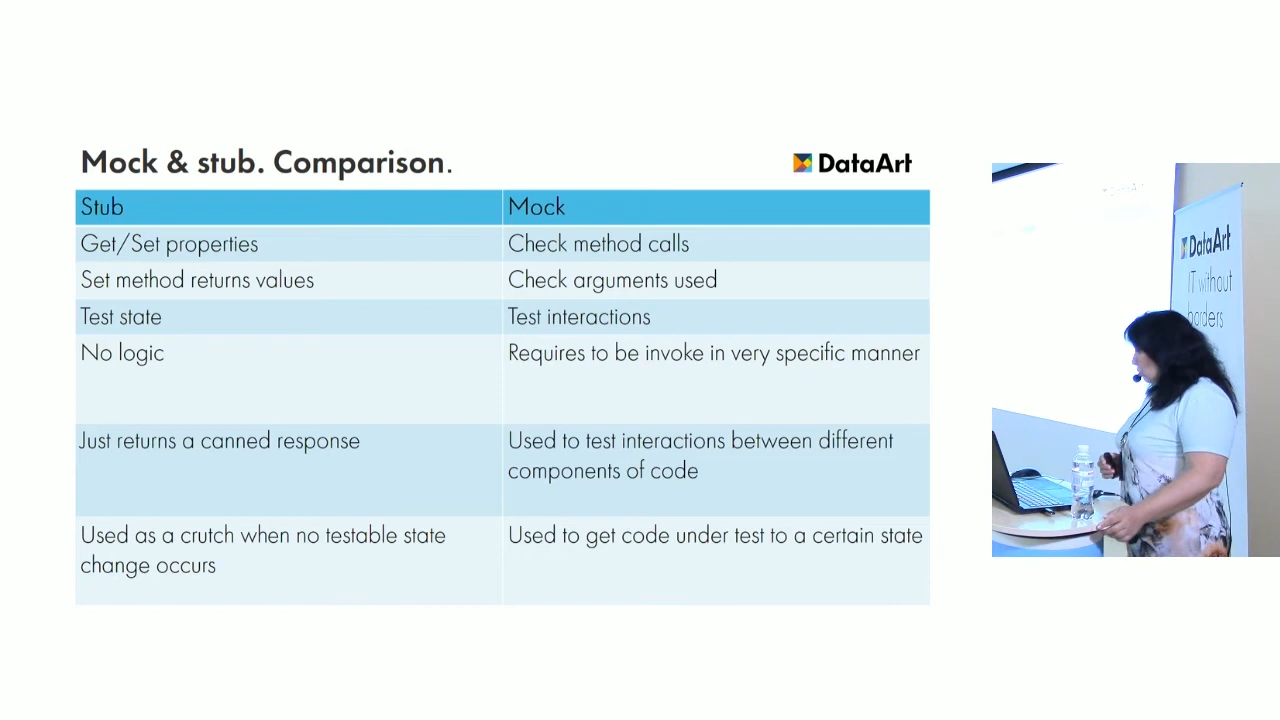 Mock & stub. Comparison.
DataArt
Stub
Mock
Get/Set properties
Check method calls
Set method returns values
Check arguments used
Test state
Test interactions
No logic
Requires to be invoke in very specific manner
Just returns a canned response
Used to test interactions between different
components of code
Used as a crutch when no testable state
change occurs
Used to get code under test to a certain state
DataArt
IT without
borders